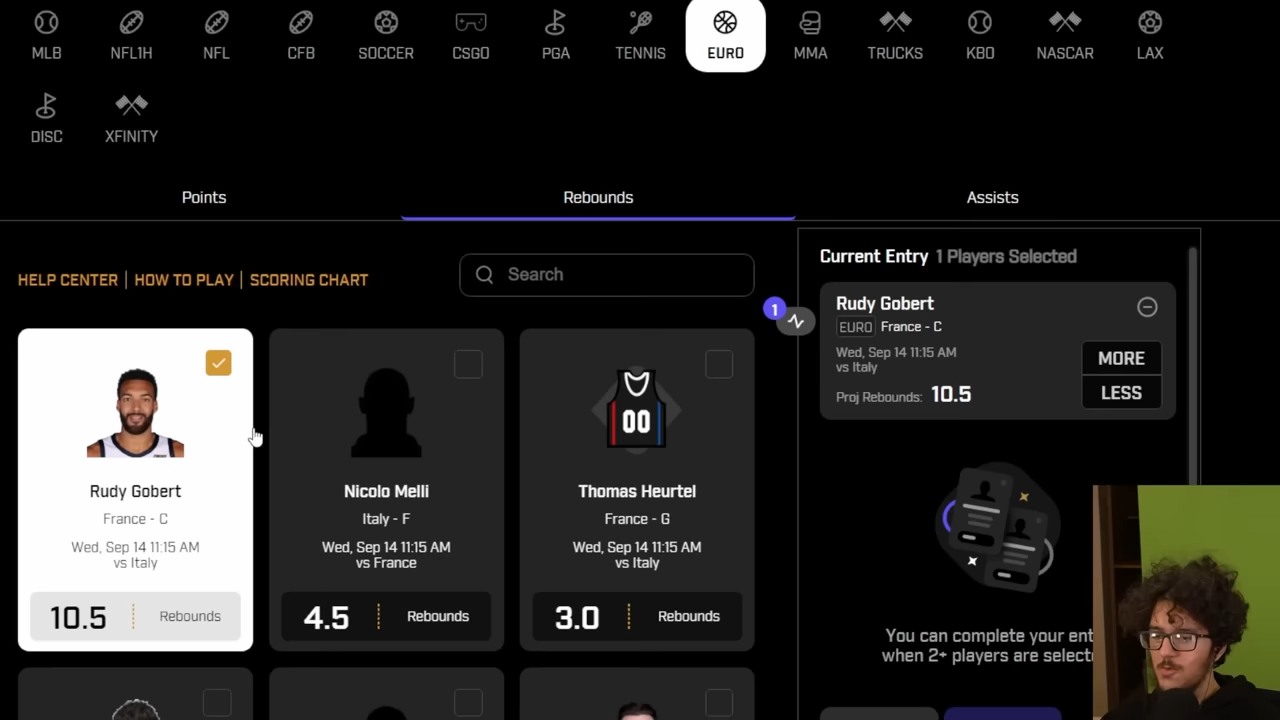 MLB
NFL1H
NFL
CFB
SOCCER
CSGO
PGA
TENNIS
EURO
MMA
TRUCKS
KBO
NASCAR
LAX
DISC
XFINITY
Points
Rebounds
Assists
HELP CENTER | HOW TO PLAY | SCORING CHART
Search
Rudy Gobert
France - C
Wed, Sep 14 11:15 AM
vs Italy
10.5
Rebounds
Nicolo Melli
Italy - F
Wed, Sep 14 11:15 AM
vs France
4.5
Rebounds
00
Thomas Heurtel
France - G
Wed, Sep 14 11:15 AM
vs Italy
3.0
Rebounds
Current Entry 1 Players Selected
1
Rudy Gobert
EURO France - C
Wed, Sep 14 11:15 AM
vs Italy
Proj Rebounds: 10.5
MORE
LESS
You can complete your ent
when 2+ players are select